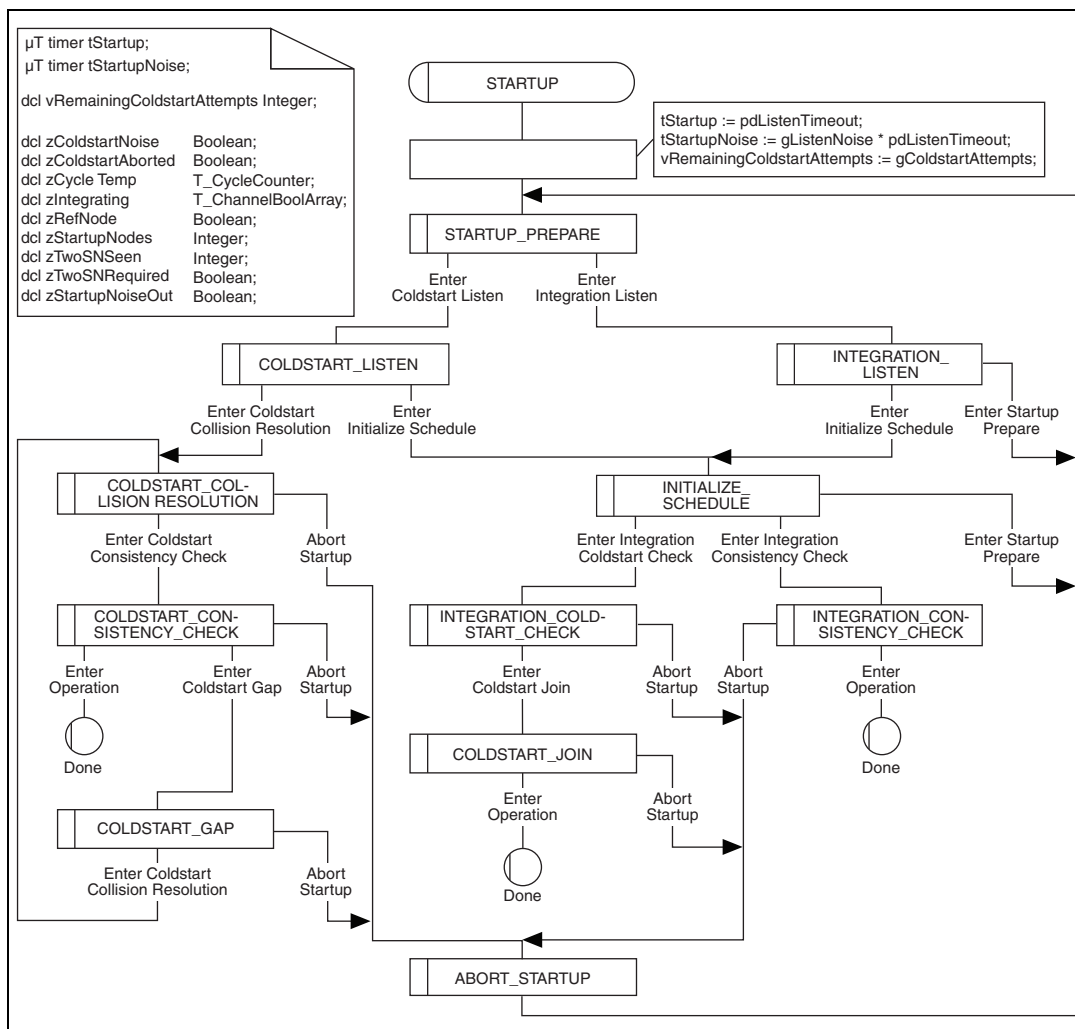 µT timer tStartup;
µT timer tStartupNoise;
dcl vRemainingColdstartAttempts Integer;
dcl zColdstartNoise Boolean;
dcl zColdstartAborted Boolean;
dcl zCycle Temp T_CycleCounter;
dcl zIntegrating T_ChannelBoolArray;
dcl zRefNode Boolean;
dcl zStartupNodes Integer;
dcl zTwoSNSeen Integer;
dcl zTwoSNRequired Boolean;
dcl zStartupNoiseOut Boolean;
STARTUP
tStartup := pdListenTimeout;
tStartupNoise := gListenNoise * pdListenTimeout;
vRemainingColdstartAttempts := gColdstartAttempts;
STARTUP_PREPARE
Enter
Coldstart Listen
Enter
Integration Listen
COLDSTART_LISTEN
INTEGRATION_
LISTEN
Enter Coldstart
Collision Resolution
Enter
Initialize Schedule
Enter
Initialize Schedule
Enter Startup
Prepare
COLDSTART_COL-
LISION RESOLUTION
INITIALIZE_
SCHEDULE
Enter Coldstart
Consistency Check
Abort
Startup
Enter Integration
Coldstart Check
Enter Integration
Consistency Check
Enter Startup
Prepare
COLDSTART_CON-
SISTENCY_CHECK
INTEGRATION_COLD-
START_CHECK
INTEGRATION_CON-
SISTENCY_CHECK
Enter
Operation
Enter
Coldstart Gap
Abort
Startup
Enter
Coldstart Join
Abort
Startup
Abort
Startup
Enter
Operation
Done
COLDSTART_JOIN
Done
Enter
Operation
Abort
Startup
COLDSTART_GAP
Enter Coldstart
Collision Resolution
Abort
Startup
Done
ABORT_STARTUP